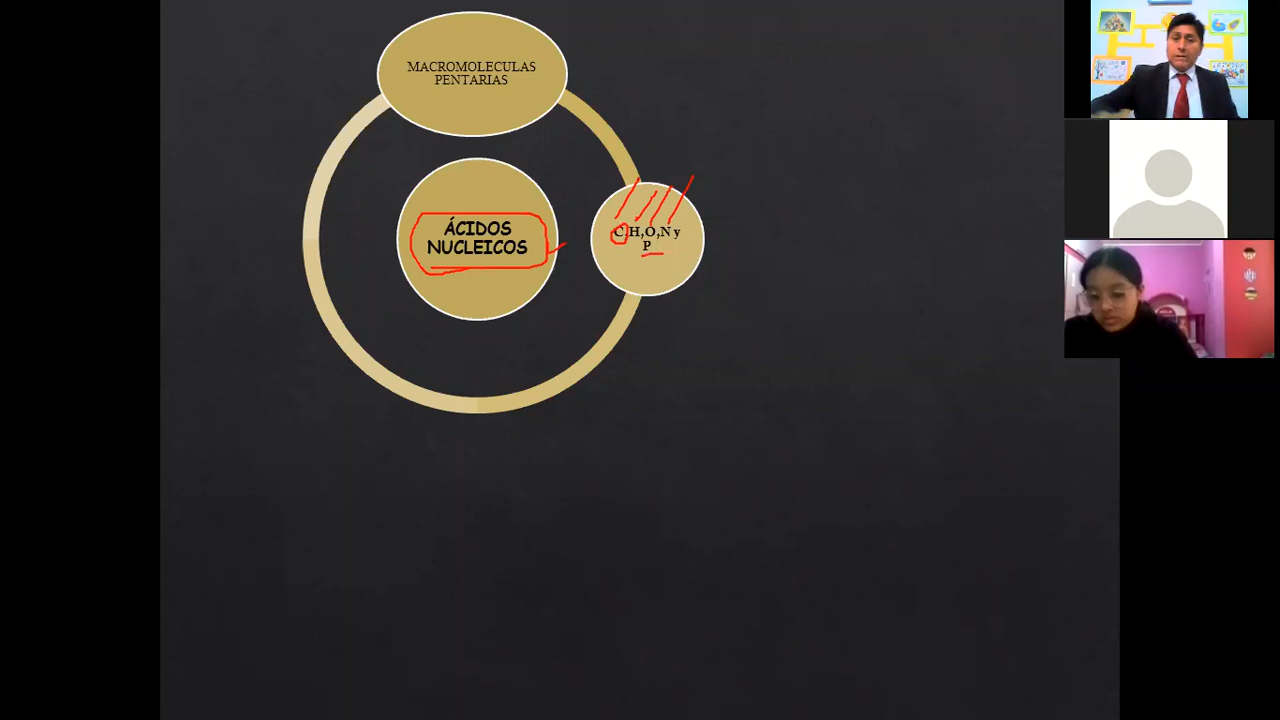 MACROMOLECULAS
PENTARIAS
ÁCIDOS
NUCLEICOS
C,H,O,N y
P